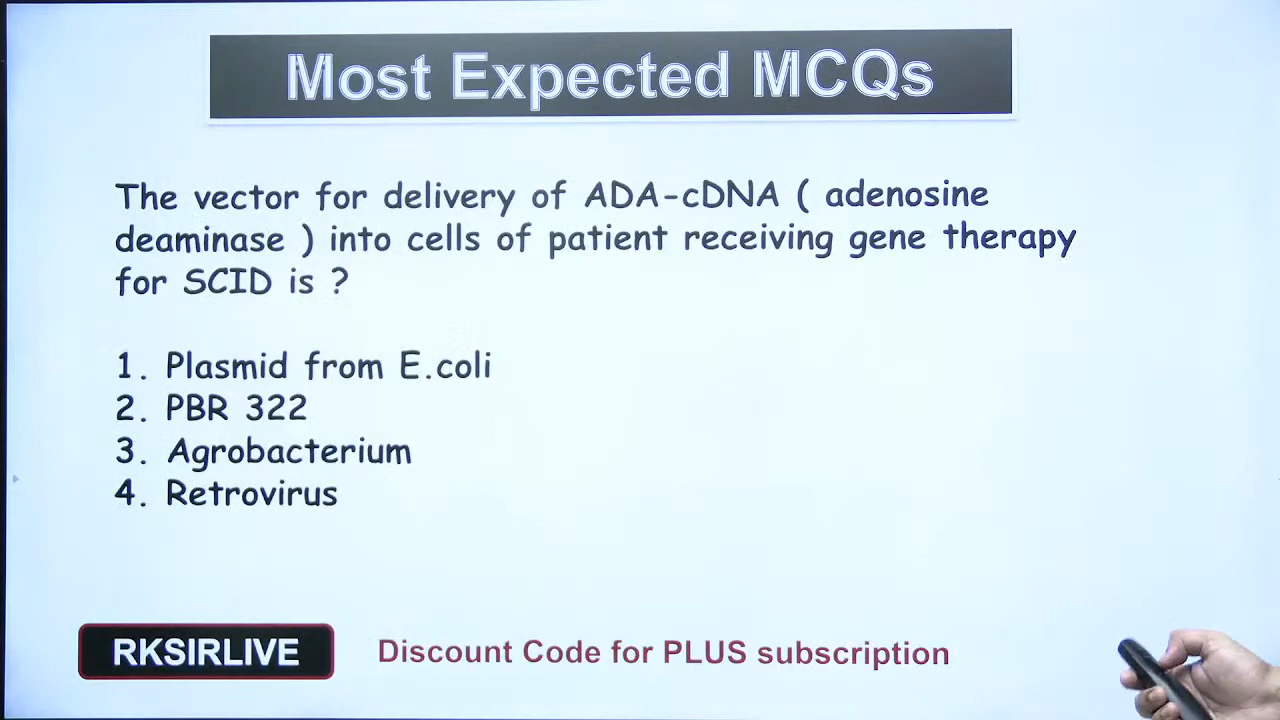 Most Expected MCQs
The vector for delivery of ADA-cDNA ( adenosine
deaminase ) into cells of patient receiving gene therapy
for SCID is ?
1. Plasmid from E.coli
2. PBR 322
3. Agrobacterium
4. Retrovirus
RKSIRLIVE
Discount Code for PLUS subscription